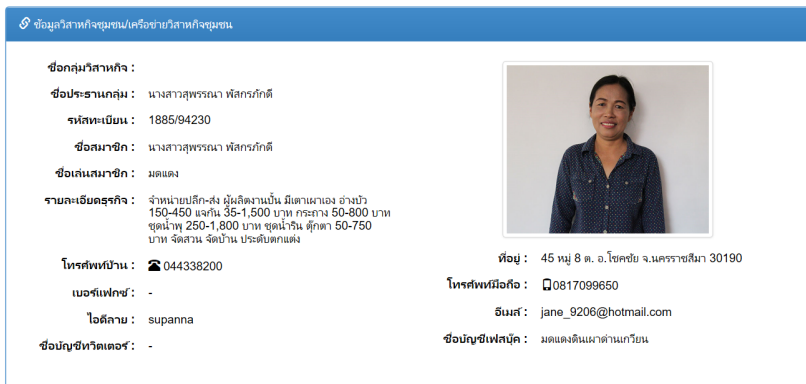 ข้อมูลวิสาหกิจชุมชน/เครือข่ายวิสาหกิจชุมชน
ชื่อกลุ่มวิสาหกิจ :
ชื่อประธานกลุ่ม : นางสาวสุพรรณา พัสกรภักดี
รหัสทะเบียน : 1885/94230
ชื่อสมาชิก : นางสาวสุพรรณา พัสกรภักดี
ชื่อเล่นสมาชิก : มดแดง
รายละเอียดธุรกิจ : จำหน่ายปลีก-ส่ง ผู้ผลิตงานปั้น มีเตาเผาเอง อ่างบัว
150-450 แจกัน 35-1,500 บาท กระถาง 50-800 บาท
ชุดน้ำพุ 250-1,800 บาท ชุดน้ำริน ตุ๊กตา 50-750
บาท จัดสวน จัดบ้าน ประดับตกแต่ง
โทรศัพท์บ้าน : 044338200
เบอร์แฟกซ์ : -
ไอดีลาย : supanna
ชื่อบัญชีทวิตเตอร์ : -
ที่อยู่ : 45 หมู่ 8 ต. อ.โชคชัย จ.นครราชสีมา 30190
โทรศัพท์มือถือ : 0817099650
อีเมล์ : jane_9206@hotmail.com
ชื่อบัญชีเฟสบุ๊ค : มดแดงดินเผาด่านเกวียน